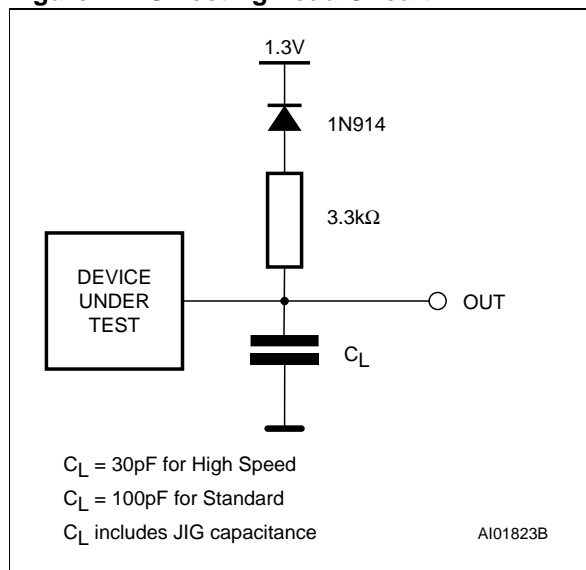 1.3V
1N914
3.3kΩ
DEVICE
UNDER
TEST
OUT
CL
CL = 30pF for High Speed
CL = 100pF for Standard
CL includes JIG capacitance
AI01823B